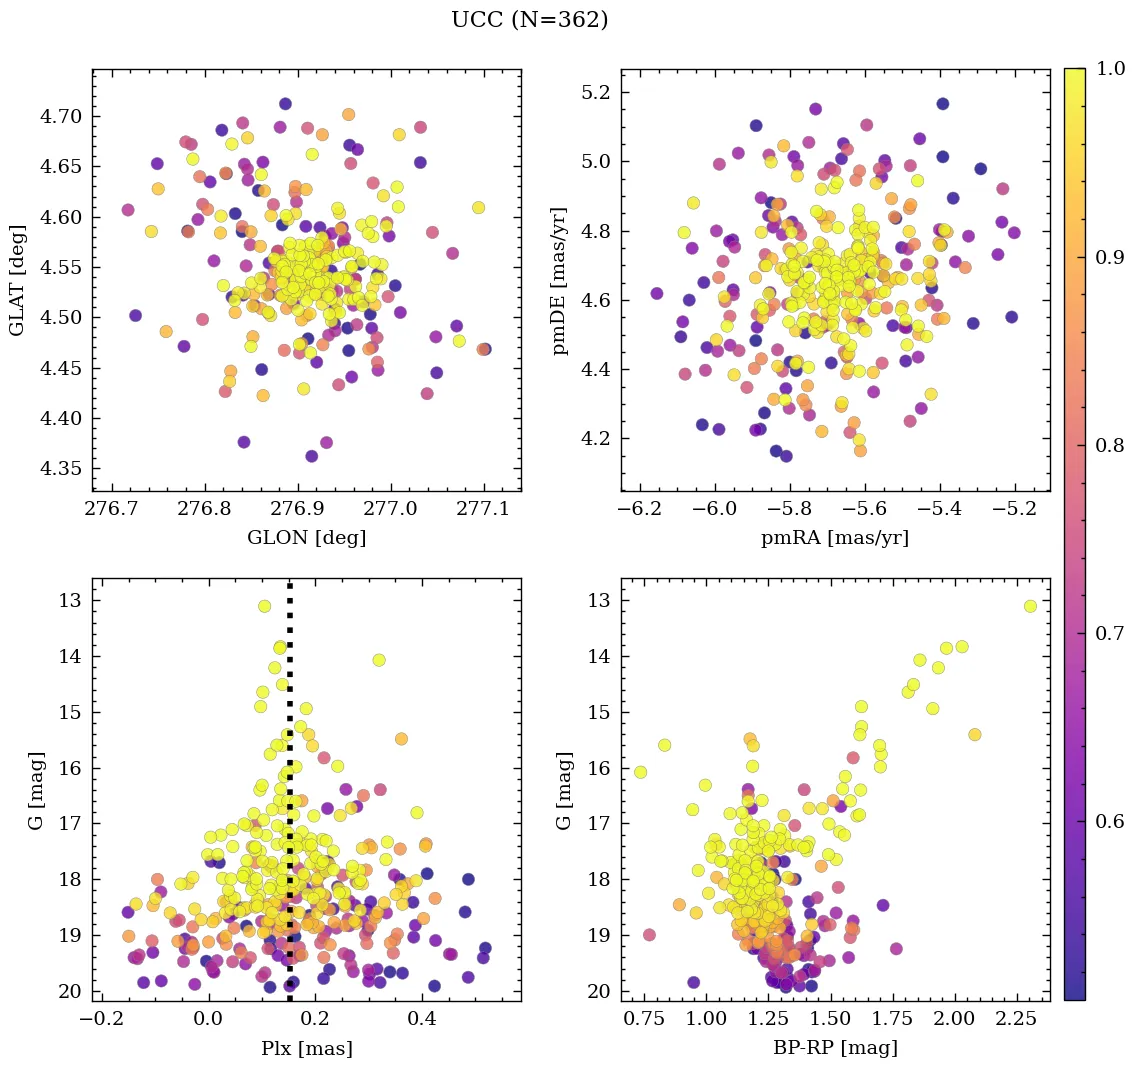 UCC (N=362)
4.70
4.65
4.60
4.55
4.50
4.45
4.40
4.35
GLAT [deg]
276.7 276.8 276.9 277.0 277.1
GLON [deg]
5.2
5.0
4.8
4.6
4.4
4.2
pmDE [mas/yr]
−6.2 −6.0 −5.8 −5.6 −5.4 −5.2
pmRA [mas/yr]
1.0
0.9
0.8
0.7
0.6
13
14
15
16
17
18
19
20
G [mag]
−0.2 0.0 0.2 0.4
Plx [mas]
13
14
15
16
17
18
19
20
G [mag]
0.75 1.00 1.25 1.50 1.75 2.00 2.25
BP-RP [mag]